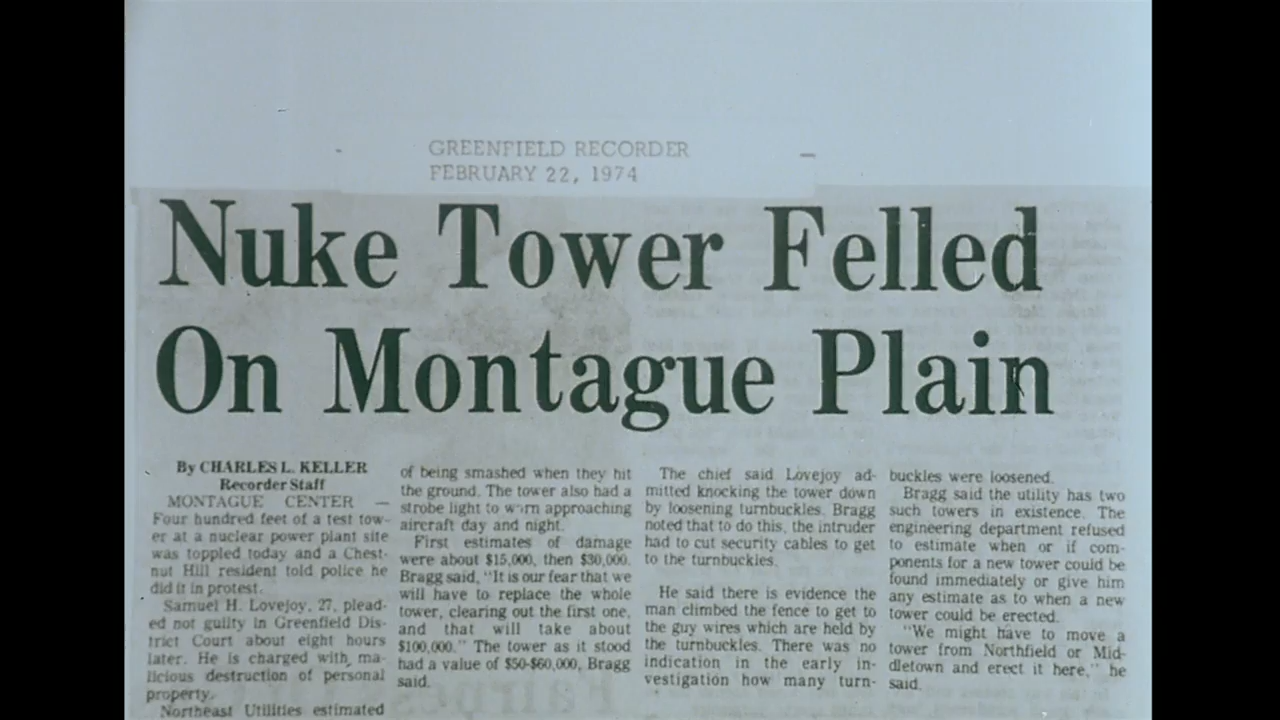 GREENFIELD RECORDER
FEBRUARY 22, 1974
Nuke Tower Felled
On Montague Plain
By CHARLES L. KELLER
Recorder Staff
MONTAGUE CENTER —
Four hundred feet of a test tow-
er at a nuclear power plant site
was toppled today and a Chest-
nut Hill resident told police he
did it in protest.
Samuel H. Lovejoy, 27, plead-
ed not guilty in Greenfield Dis-
trict Court about eight hours
later. He is charged with ma-
licious destruction of personal
property.
Northeast Utilities estimated
of being smashed when they hit
the ground. The tower also had a
strobe light to warn approaching
aircraft day and night.
First estimates of damage
were about $15,000, then $30,000.
Bragg said, "It is our fear that we
will have to replace the whole
tower, clearing out the first one,
and that will take about
$100,000." The tower as it stood
had a value of $50-$60,000, Bragg
said.
The chief said Lovejoy ad-
mitted knocking the tower down
by loosening turnbuckles. Bragg
noted that to do this, the intruder
had to cut security cables to get
to the turnbuckles.
He said there is evidence the
man climbed the fence to get to
the guy wires which are held by
the turnbuckles. There was no
indication in the early in-
vestigation how many turn-
buckles were loosened.
Bragg said the utility has two
such towers in existence. The
engineering department refused
to estimate when or if com-
ponents for a new tower could be
found immediately or give him
any estimate as to when a new
tower could be erected.
"We might have to move a
tower from Northfield or Mid-
dletown and erect it here," he
said.